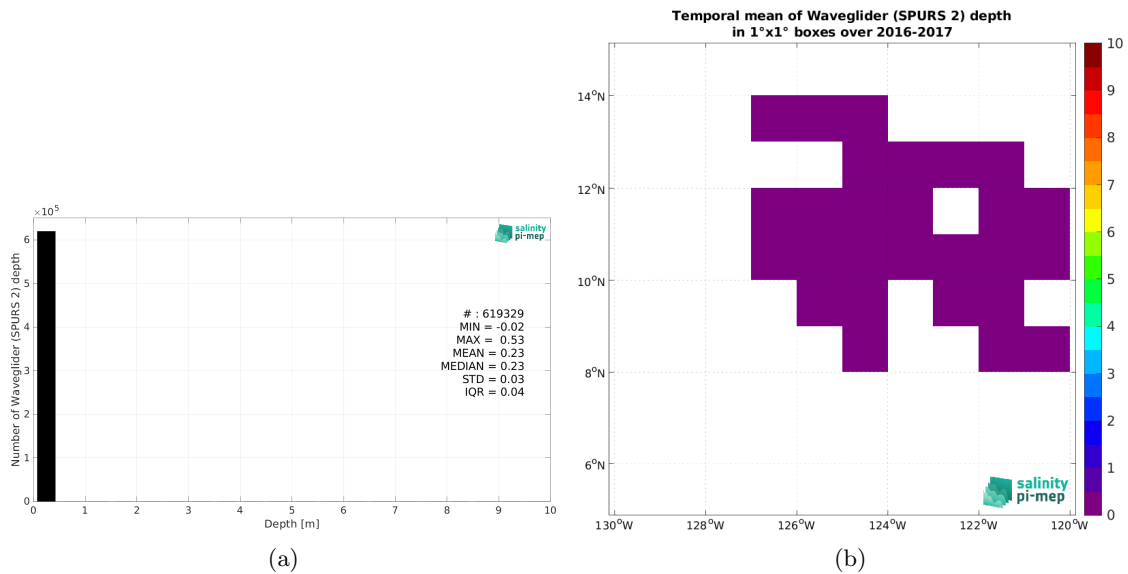 ×10⁵
6
5
4
3
2
1
0
Number of Waveglider (SPURS 2) depth
salinity
pi-mep
# : 619329
MIN = -0.02
MAX = 0.53
MEAN = 0.23
MEDIAN = 0.23
STD = 0.03
IQR = 0.04
0 1 2 3 4 5 6 7 8 9 10
Depth [m]
(a)
Temporal mean of Waveglider (SPURS 2) depth
in 1°x1° boxes over 2016-2017
14°N
12°N
10°N
8°N
6°N
130°W 128°W 126°W 124°W 122°W 120°W
salinity
pi-mep
10
9
8
7
6
5
4
3
2
1
0
(b)